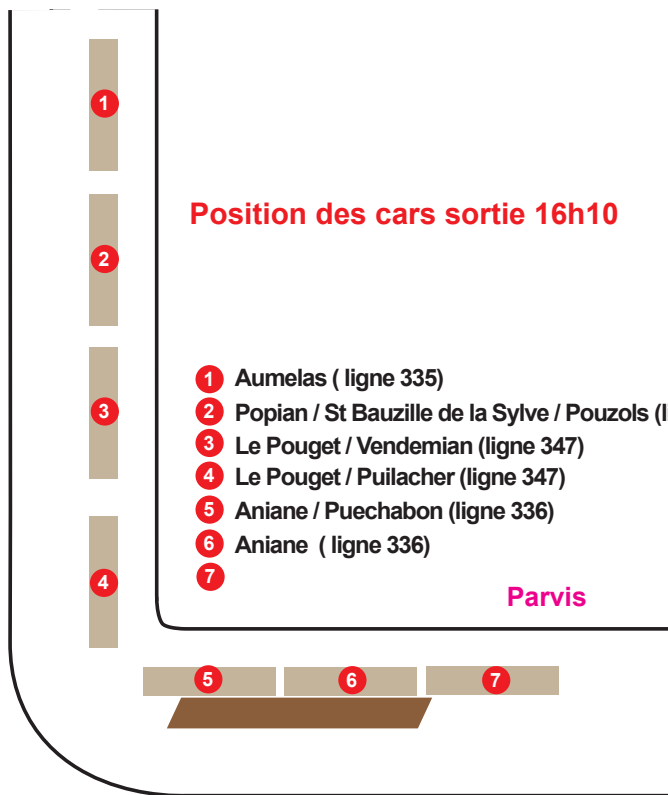 1
2
Position des cars sortie 16h10
3
1 Aumelas ( ligne 335)
2 Popian / St Bauzille de la Sylve / Pouzols
3 Le Pouget / Vendemian (ligne 347)
4 Le Pouget / Puilacher (ligne 347)
5 Aniane / Puechabon (ligne 336)
6 Aniane ( ligne 336)
7
4
Parvis
5 6 7